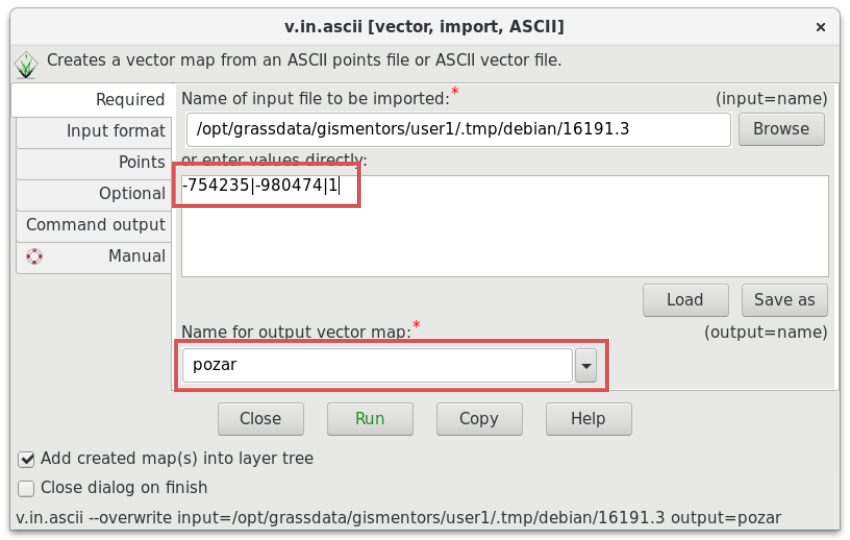 v.in.ascii [vector, import, ASCII] ×
Creates a vector map from an ASCII points file or ASCII vector file.
Required
Input format
Points
Optional
Command output
Manual
Name of input file to be imported:* (input=name)
/opt/grassdata/gismentors/user1/.tmp/debian/16191.3 Browse
or enter values directly:
-754235|-980474|1
Load Save as
Name for output vector map:* (output=name)
pozar
Close Run Copy Help
Add created map(s) into layer tree
Close dialog on finish
v.in.ascii --overwrite input=/opt/grassdata/gismentors/user1/.tmp/debian/16191.3 output=pozar